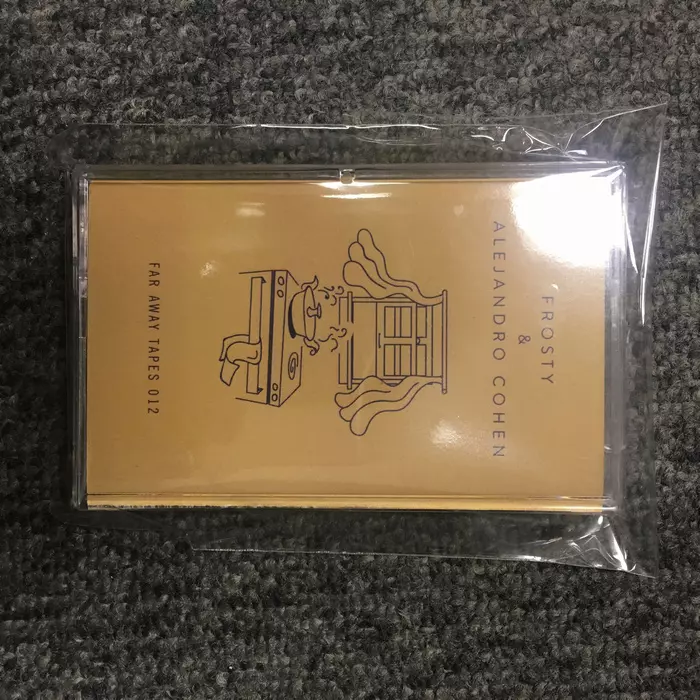 FROSTY
&
ALEJANDRO COHEN
FAR AWAY TAPES 012